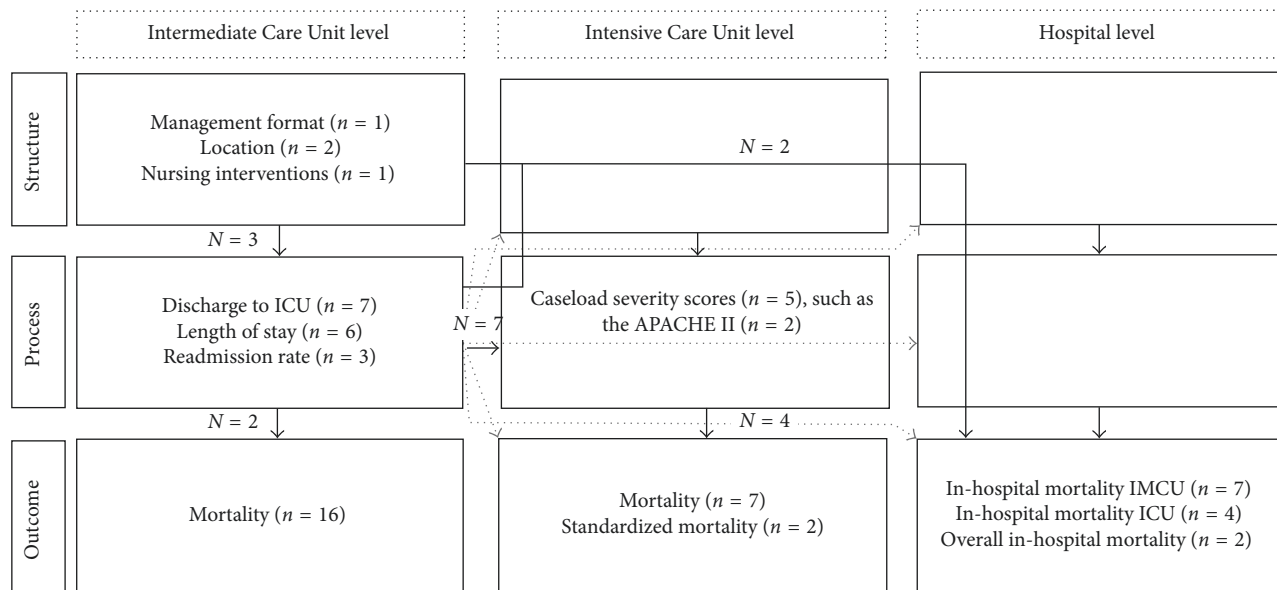 Intermediate Care Unit level
Intensive Care Unit level
Hospital level
Structure
Management format (n = 1)
Location (n = 2)
Nursing interventions (n = 1)
N = 2
N = 3
Process
Discharge to ICU (n = 7)
Length of stay (n = 6)
Readmission rate (n = 3)
N = 7
Caseload severity scores (n = 5), such as
the APACHE II (n = 2)
N = 2
N = 4
Outcome
Mortality (n = 16)
Mortality (n = 7)
Standardized mortality (n = 2)
In-hospital mortality IMCU (n = 7)
In-hospital mortality ICU (n = 4)
Overall in-hospital mortality (n = 2)